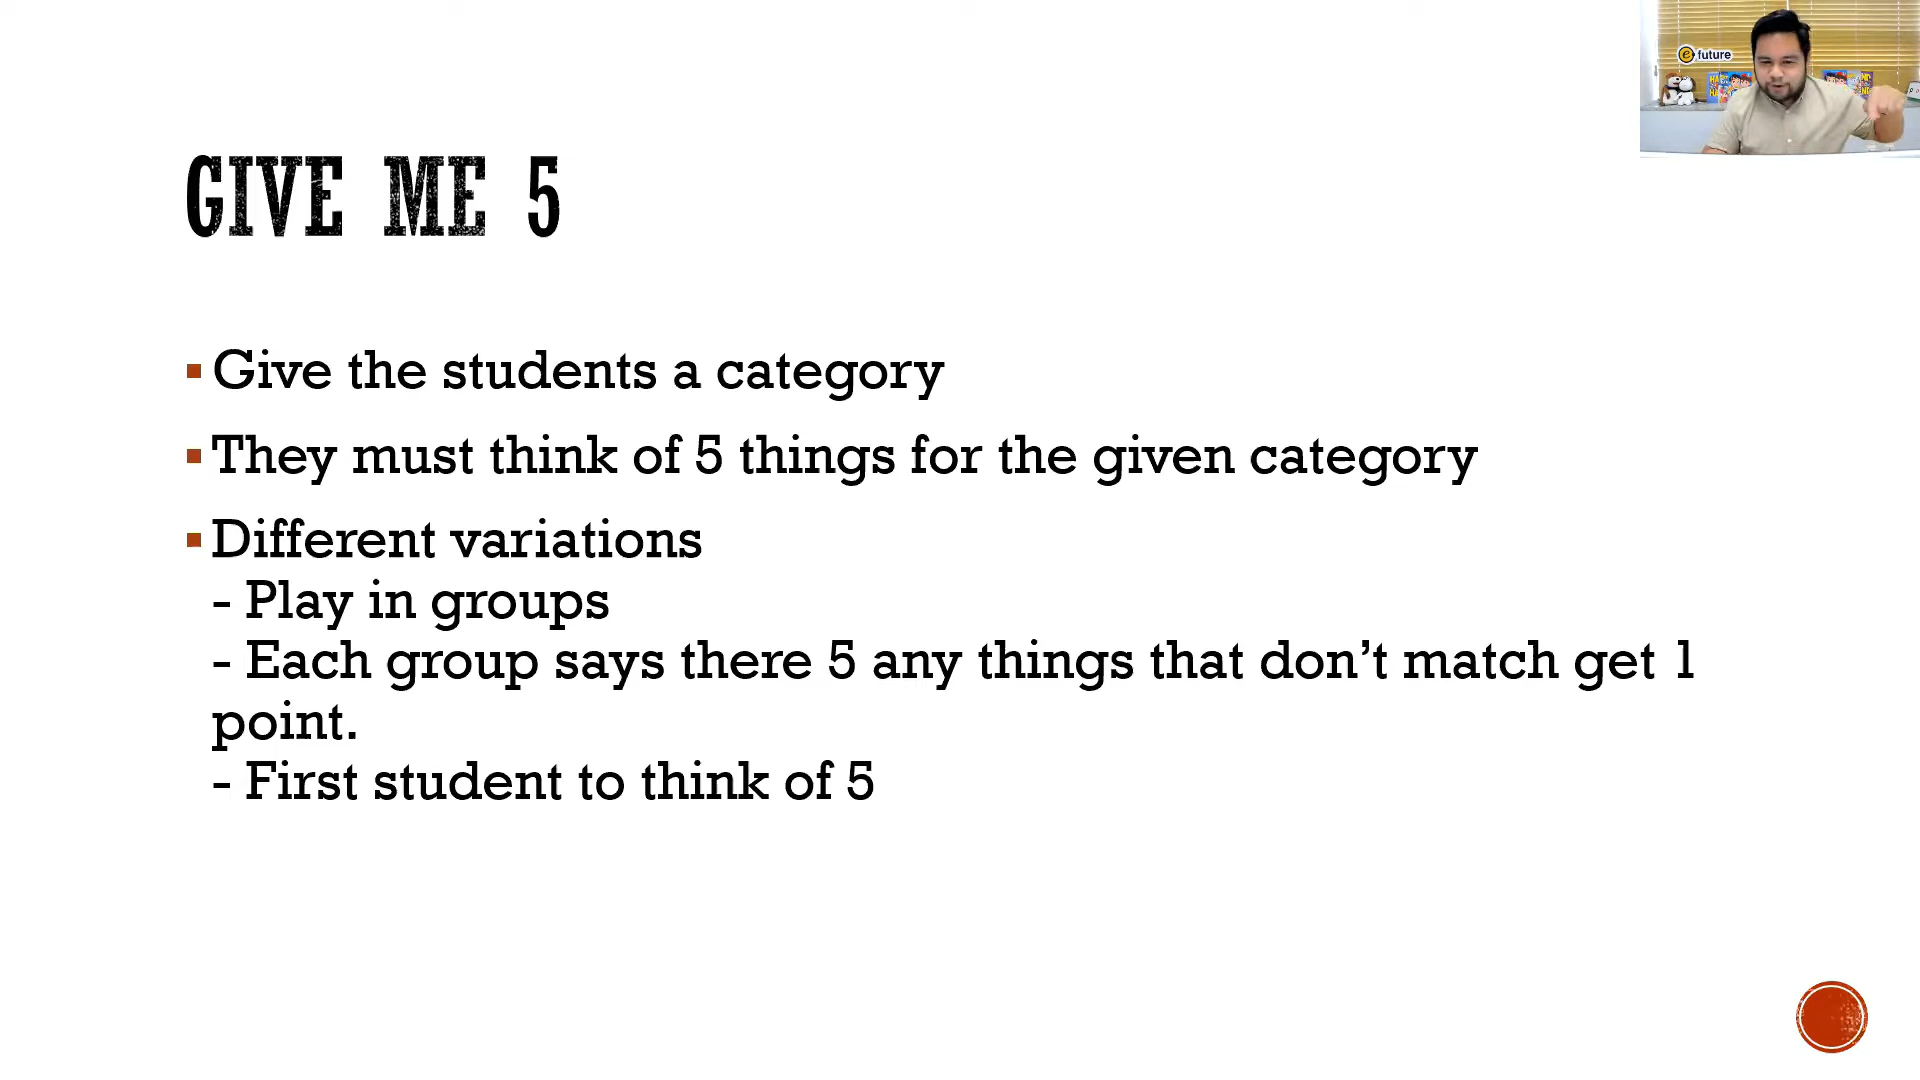 e future
GIVE ME 5
▪Give the students a category
▪They must think of 5 things for the given category
▪Different variations
- Play in groups
- Each group says there 5 any things that don't match get 1
point.
- First student to think of 5